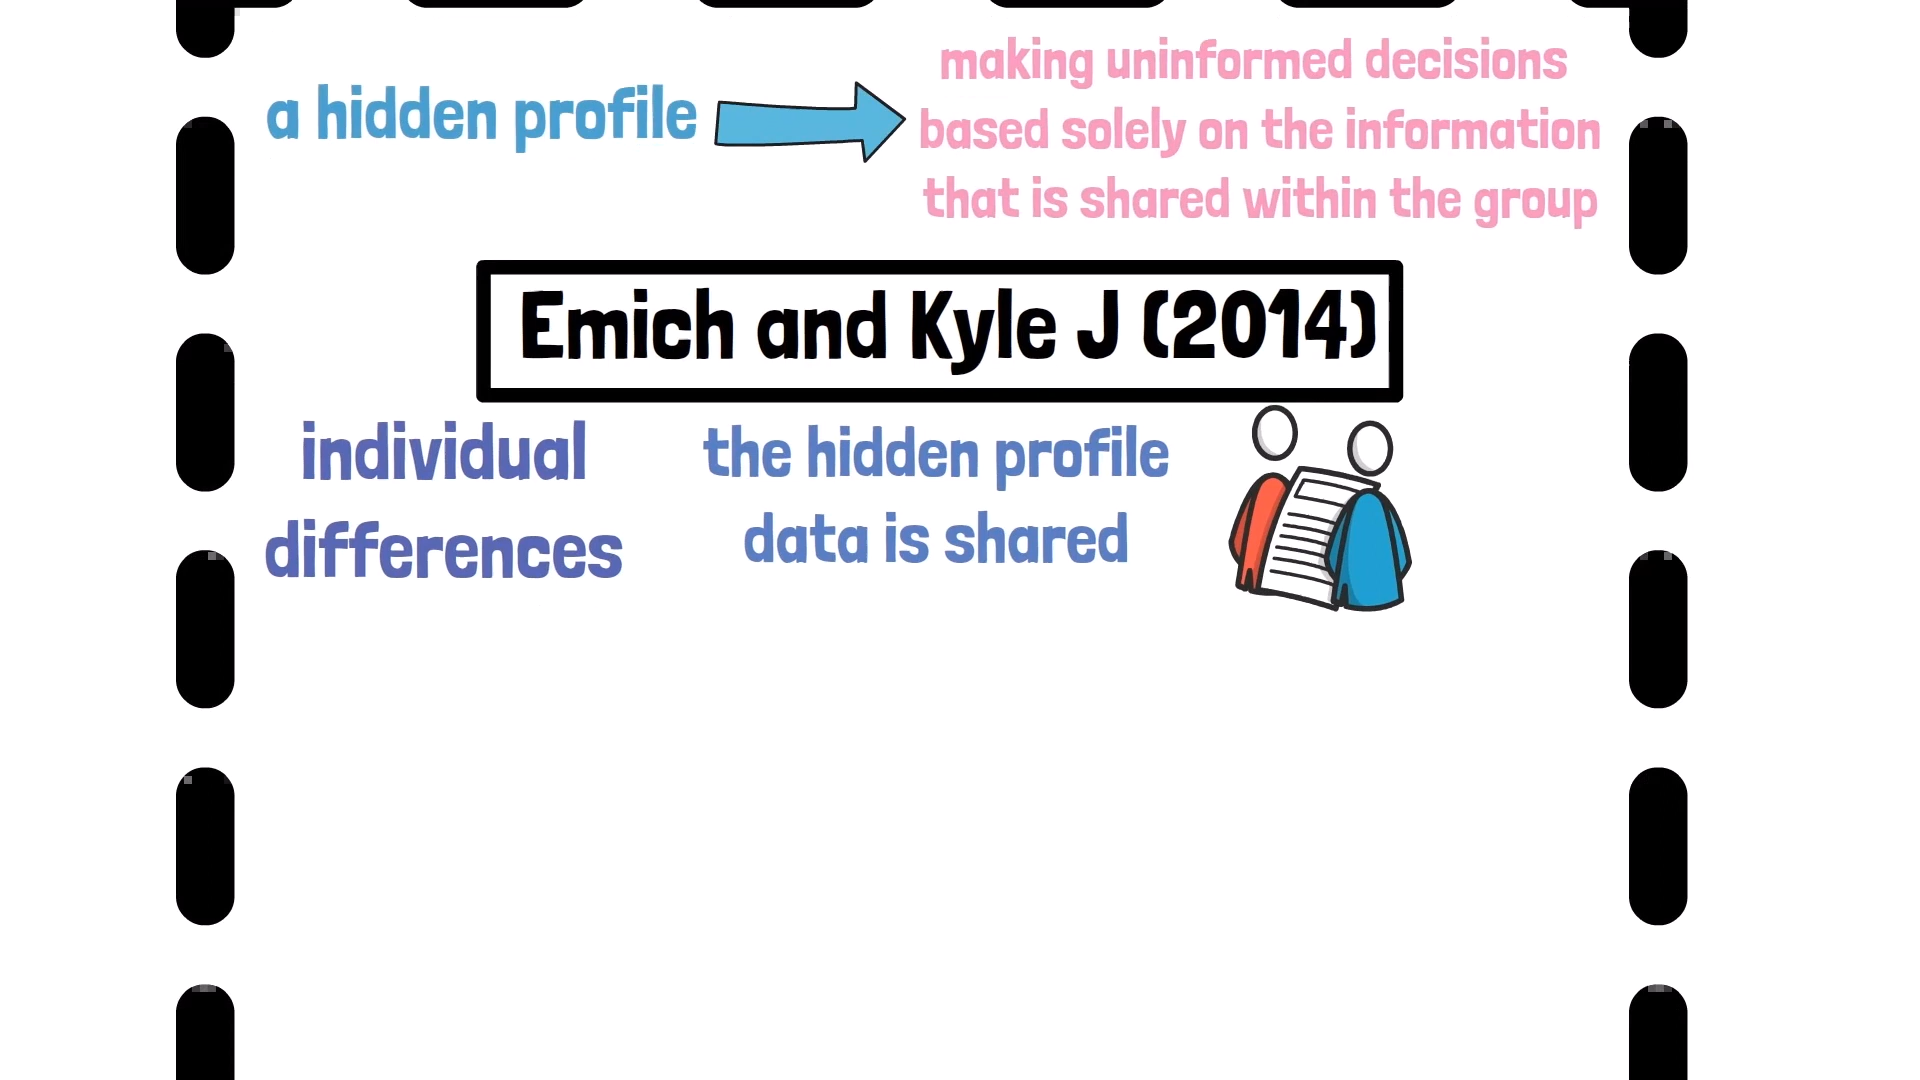 a hidden profile
making uninformed decisions
based solely on the information
that is shared within the group
Emich and Kyle J (2014)
individual
differences
the hidden profile
data is shared